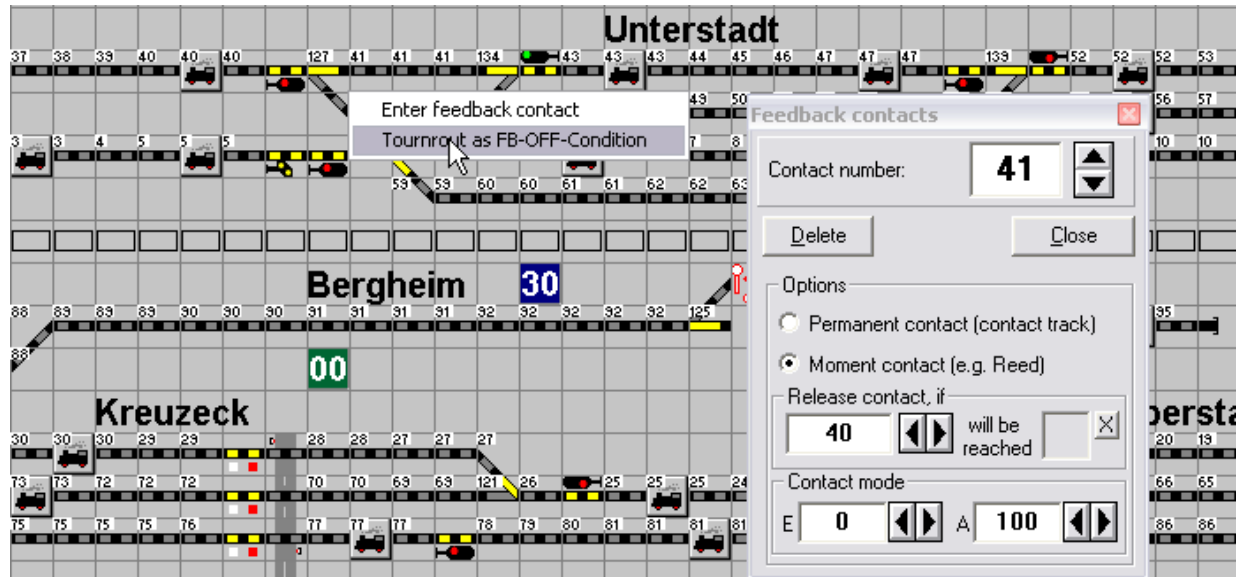 Unterstadt
37 38 39 40 40 40 127 41 41 41 134 43 43 43 44 45 46 47 47 47 139 52 52 52 53
Enter feedback contact
49 50
Feedback contacts
56 57
Tournrout as FB-OFF-Condition
3 3 4 5 5 5 7 8
10 10
Contact number: 41
59 59 60 60 61 61 62 62 63
Delete Close
Bergheim 30
Options
88 89 89 89 90 90 90 91 91 91 91 92 92 92 92 92 125
95
Permanent contact (contact track)
88
00
Moment contact (e.g. Reed)
Kreuzeck
Release contact, if
40 will be reached X
30 30 30 29 29 28 28 27 27 27
20 19
73 73 72 72 72 70 70 69 69 121 26 25 25 25 24
Contact mode
66 65
75 75 75 75 76 77 77 77 78 79 80 81 81 81 81
E 0 A 100
86 86